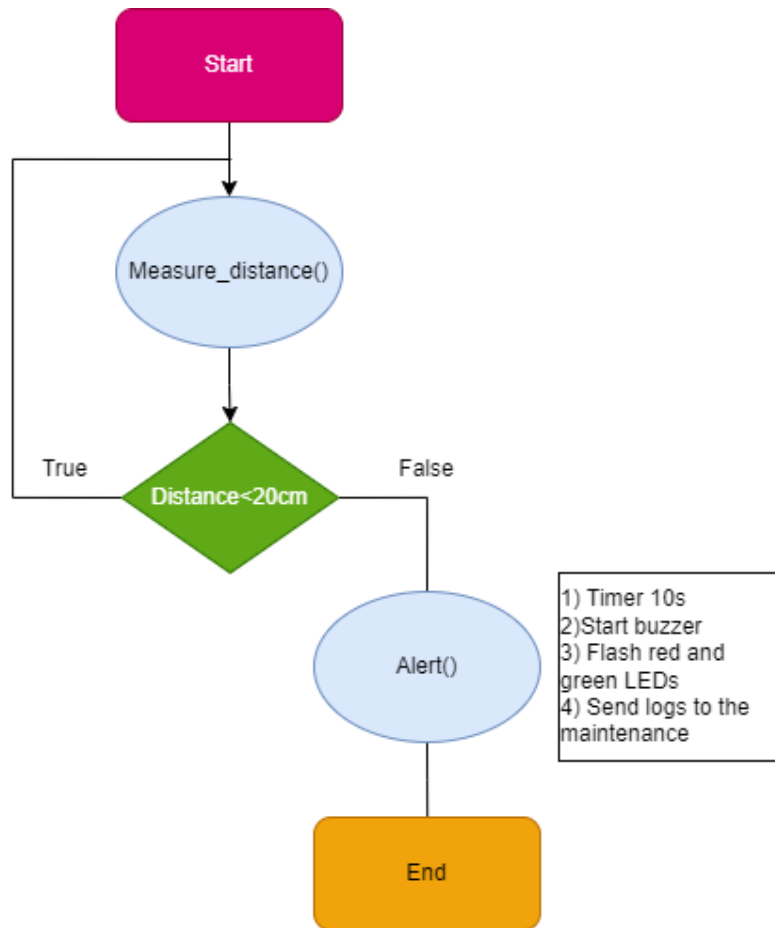 Start
Measure_distance()
True
False
Distance<20cm
1) Timer 10s
2)Start buzzer
3) Flash red and
green LEDs
4) Send logs to the
maintenance
Alert()
End